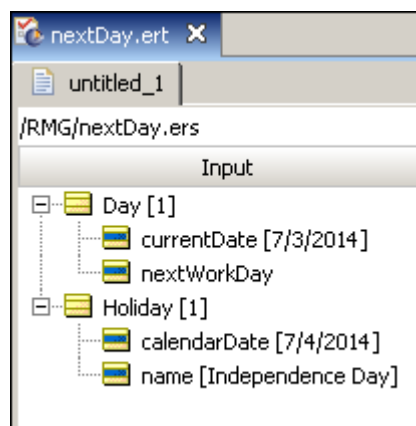 nextDay.ert
untitled_1
/RMG/nextDay.ers
Input
Day [1]
currentDate [7/3/2014]
nextWorkDay
Holiday [1]
calendarDate [7/4/2014]
name [Independence Day]